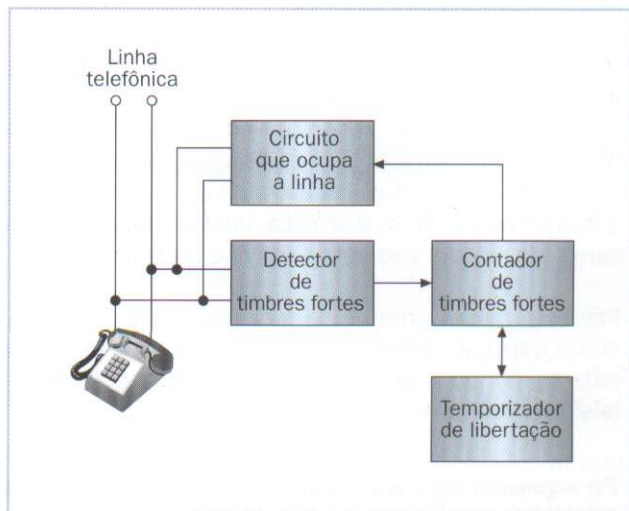 Linha
telefônica
Circuito
que ocupa
a linha
Detector
de
timbres fortes
Contador
de
timbres fortes
Temporizador
de libertação